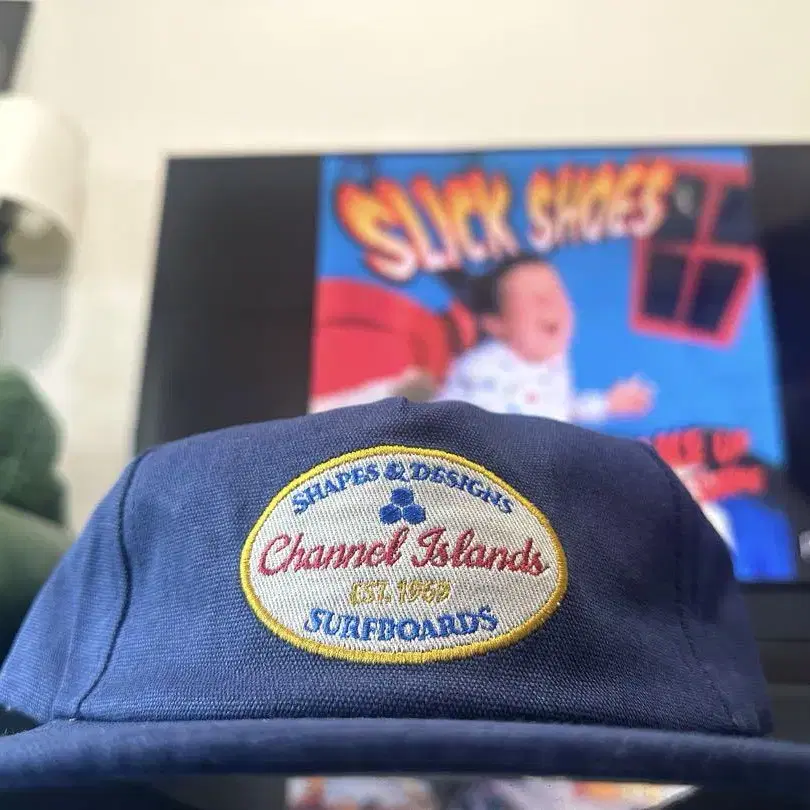 SLICK SHOES
SHAPES & DESIGNS
Channel Islands
EST. 1969
SURFBOARDS